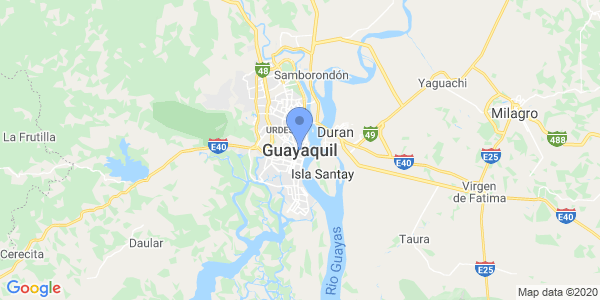 48
Samborondón
Yaguachi
Milagro
URDES
Duran
49
488
La Frutilla
E40
Guayaquil
E40
E25
Isla Santay
Virgen
de Fatima
E40
Río Guayas
Taura
Daular
Cerecita
E25
Google
Map data ©2020